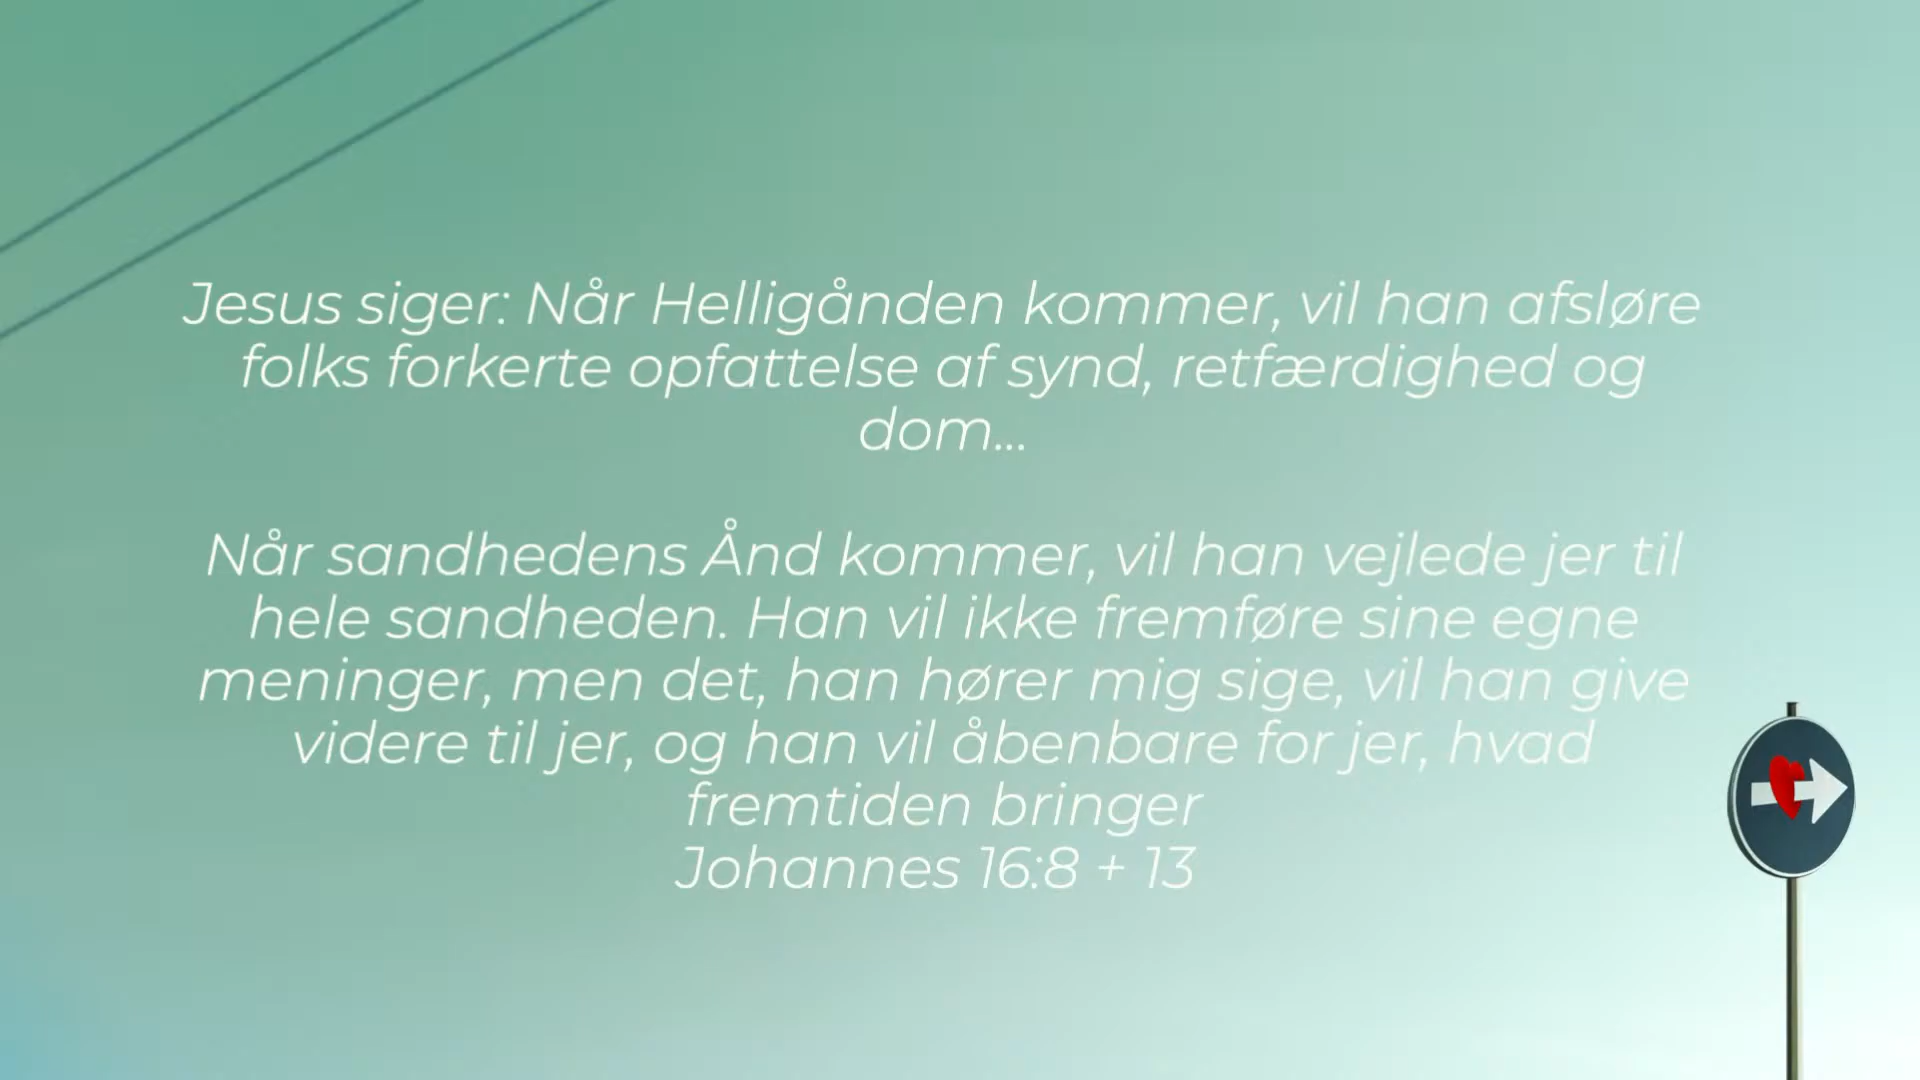 Jesus siger: Når Helligånden kommer, vil han afsløre
folks forkerte opfattelse af synd, retfærdighed og
dom...
Når sandhedens Ånd kommer, vil han vejlede jer til
hele sandheden. Han vil ikke fremføre sine egne
meninger, men det, han hører mig sige, vil han give
videre til jer, og han vil åbenbare for jer, hvad
fremtiden bringer
Johannes 16:8 + 13